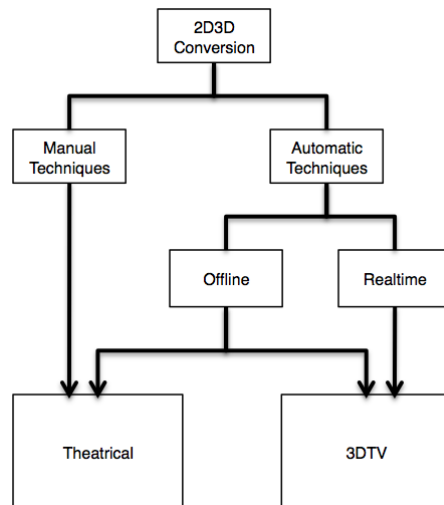 2D3D
Conversion
Manual
Techniques
Automatic
Techniques
Offline
Realtime
Theatrical
3DTV